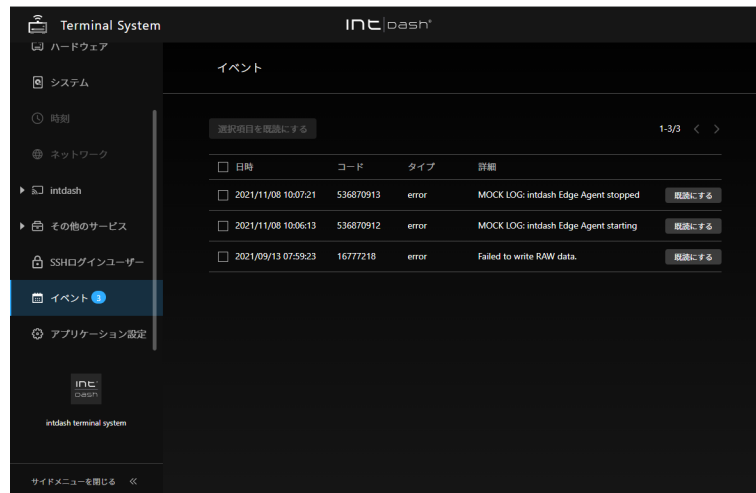 Terminal System
intdash
ハードウェア
システム
時刻
ネットワーク
intdash
その他のサービス
SSHログインユーザー
イベント 3
アプリケーション設定
int dash
intdash terminal system
サイドメニューを閉じる
イベント
選択項目を既読にする
1-3/3
日時 コード タイプ 詳細
2021/11/08 10:07:21 536870913 error MOCK LOG: intdash Edge Agent stopped 既読にする
2021/11/08 10:06:13 536870912 error MOCK LOG: intdash Edge Agent starting 既読にする
2021/09/13 07:59:23 16777218 error Failed to write RAW data. 既読にする